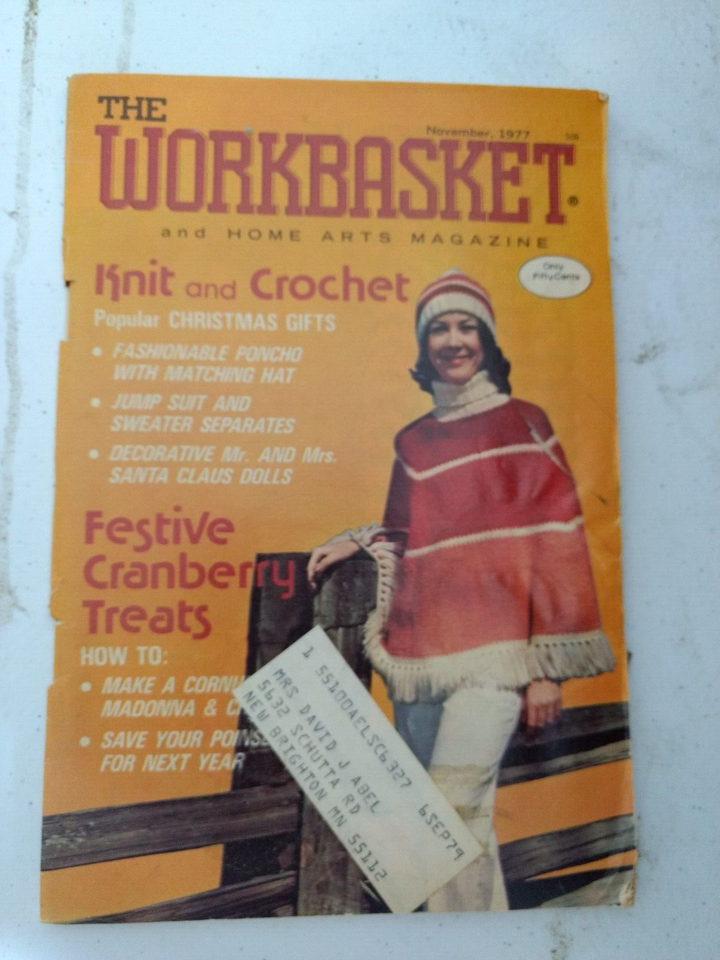 THE
November, 1977
WORKBASKET®
and HOME ARTS MAGAZINE
Only
Fifty Cents
Knit and Crochet
Popular CHRISTMAS GIFTS
• FASHIONABLE PONCHO
WITH MATCHING HAT
• JUMP SUIT AND
SWEATER SEPARATES
• DECORATIVE Mr. AND Mrs.
SANTA CLAUS DOLLS
Festive
Cranberry
Treats
HOW TO:
• MAKE A
MADONNA &
• SAVE YOUR
FOR NEXT YEAR
MRS DAVID J ABEL
5632 SCHUTTA RD
NEW BRIGHTON MN 55112
6SEP79